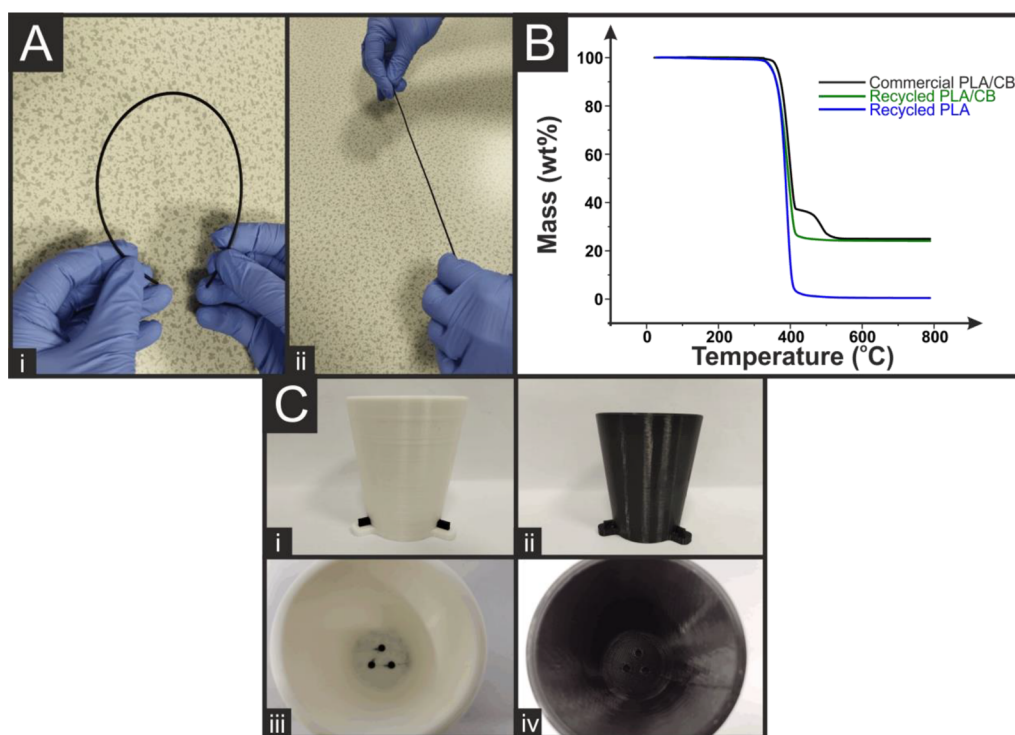 A
i
ii
B
100
80
60
40
20
0
Mass (wt%)
Commercial PLA/CB
Recycled PLA/CB
Recycled PLA
0
200
400
600
800
Temperature (°C)
C
i
ii
iii
iv